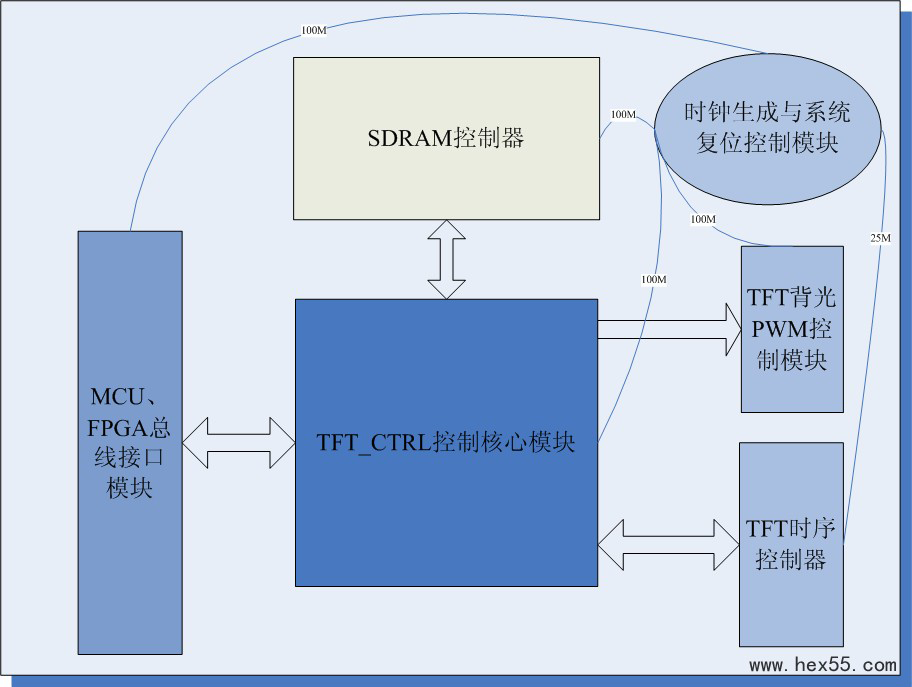 100M
SDRAM控制器
100M
时钟生成与系统
复位控制模块
100M
25M
100M
TFT背光
PWM控
制模块
MCU、
FPGA总
线接口
模块
TFT_CTRL控制核心模块
TFT时序
控制器
www.hex55.com